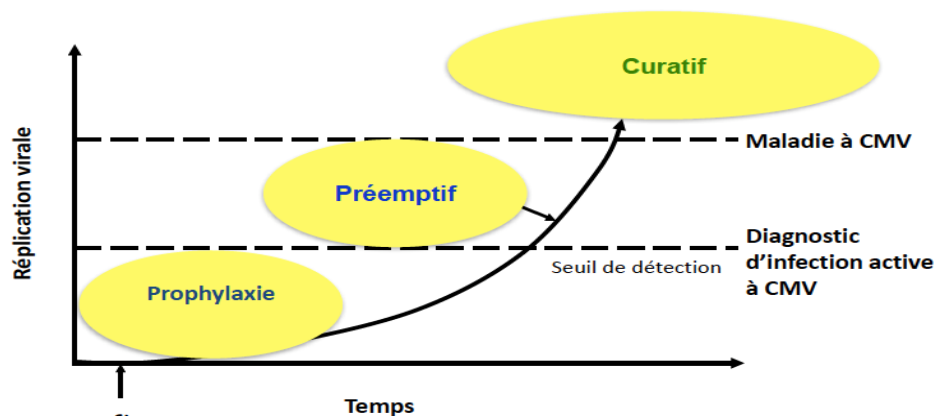 Curatif
Réplication virale
Maladie à CMV
Préemptif
Diagnostic
d'infection active
à CMV
Seuil de détection
Prophylaxie
Temps